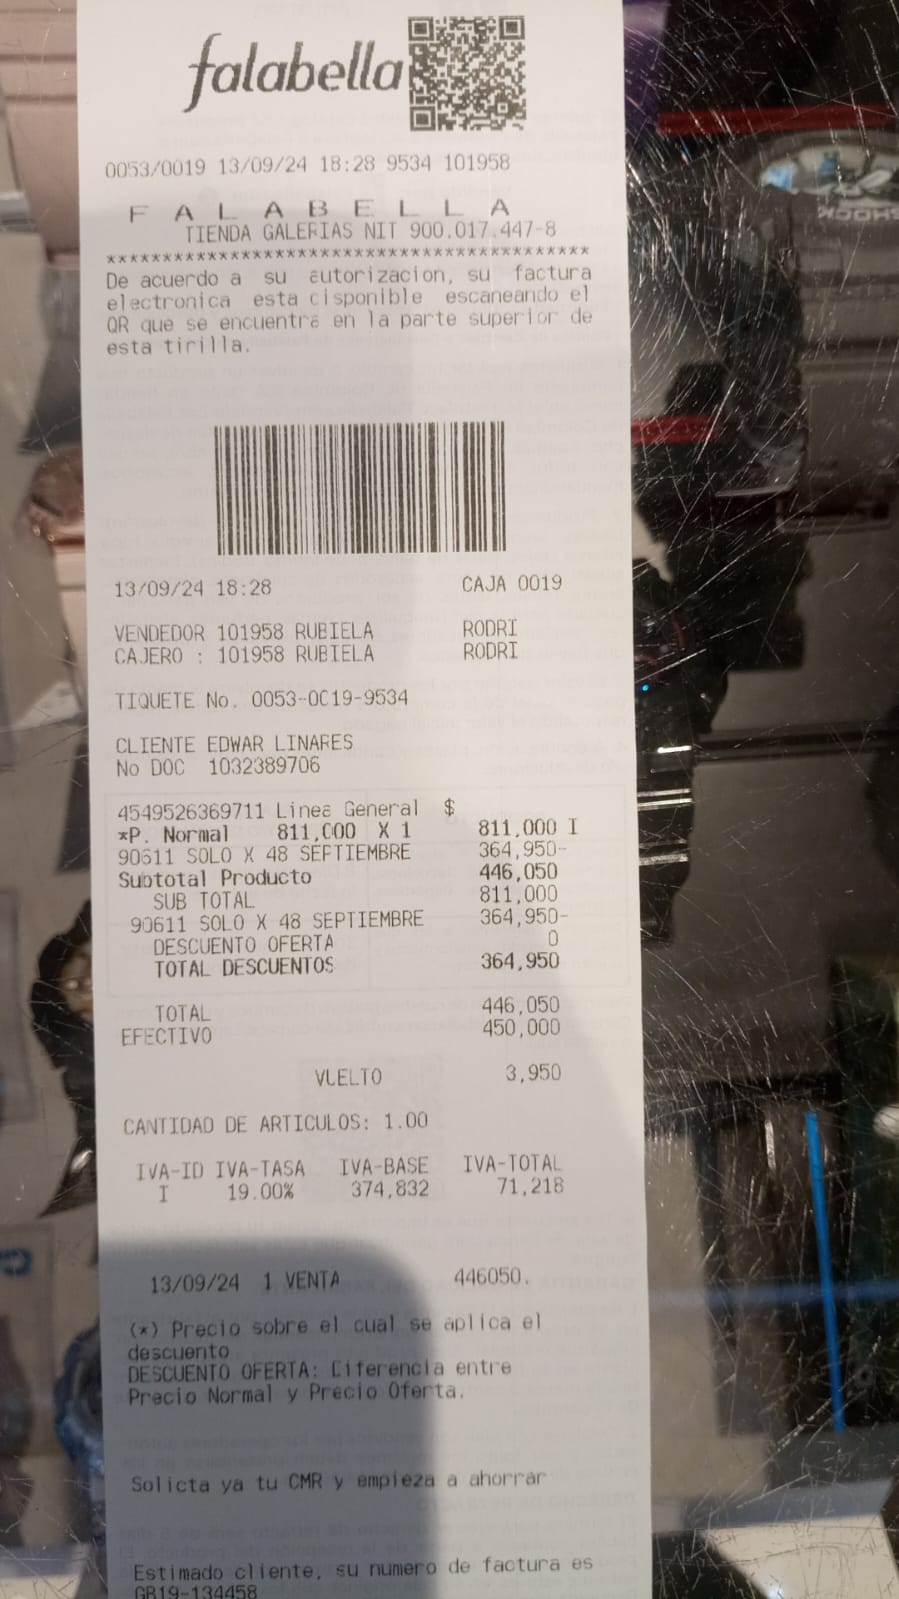 falabella
0053/0019 13/09/24 18:28 9534 101958
F A L A B E L L A
TIENDA GALERIAS NIT 900.017.447-8
*******************************************
De acuerdo a su autorizacion, su factura
electronica esta disponible escaneando el
QR que se encuentra en la parte superior de
esta tirilla.
13/09/24 18:28 CAJA 0019
VENDEDOR 101958 RUBIELA RODRI
CAJERO : 101958 RUBIELA RODRI
TIQUETE No. 0053-0019-9534
CLIENTE EDWAR LINARES
No DOC 1032389706
4549526369711 Linea General $
*P. Normal 811,000 X 1 811,000 I
90611 SOLO X 48 SEPTIEMBRE 364,950-
Subtotal Producto 446,050
SUB TOTAL 811,000
90611 SOLO X 48 SEPTIEMBRE 364,950-
DESCUENTO OFERTA 0
TOTAL DESCUENTOS 364,950
TOTAL 446,050
EFECTIVO 450,000
VUELTO 3,950
CANTIDAD DE ARTICULOS: 1.00
IVA-ID IVA-TASA IVA-BASE IVA-TOTAL
I 19.00% 374,832 71,218
13/09/24 1 VENTA 446050.
(*) Precio sobre el cual se aplica el
descuento
DESCUENTO OFERTA: Diferencia entre
Precio Normal y Precio Oferta.
Solicta ya tu CMR y empieza a ahorrar
Estimado cliente, su numero de factura es
GB19-134458